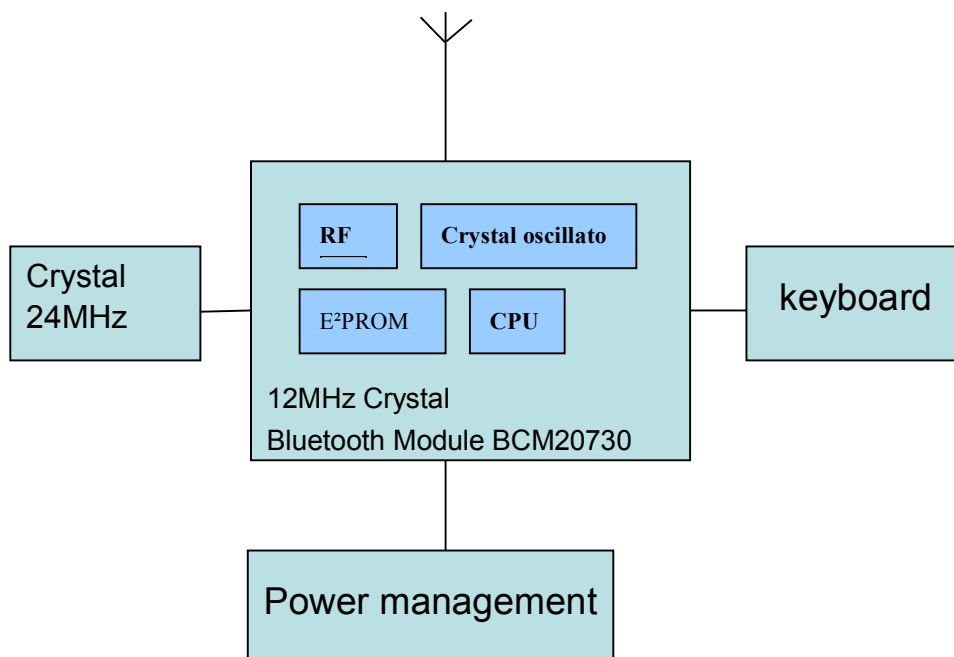 RF
Crystal oscillato
Crystal
24MHz
keyboard
E²PROM
CPU
12MHz Crystal
Bluetooth Module BCM20730
Power management